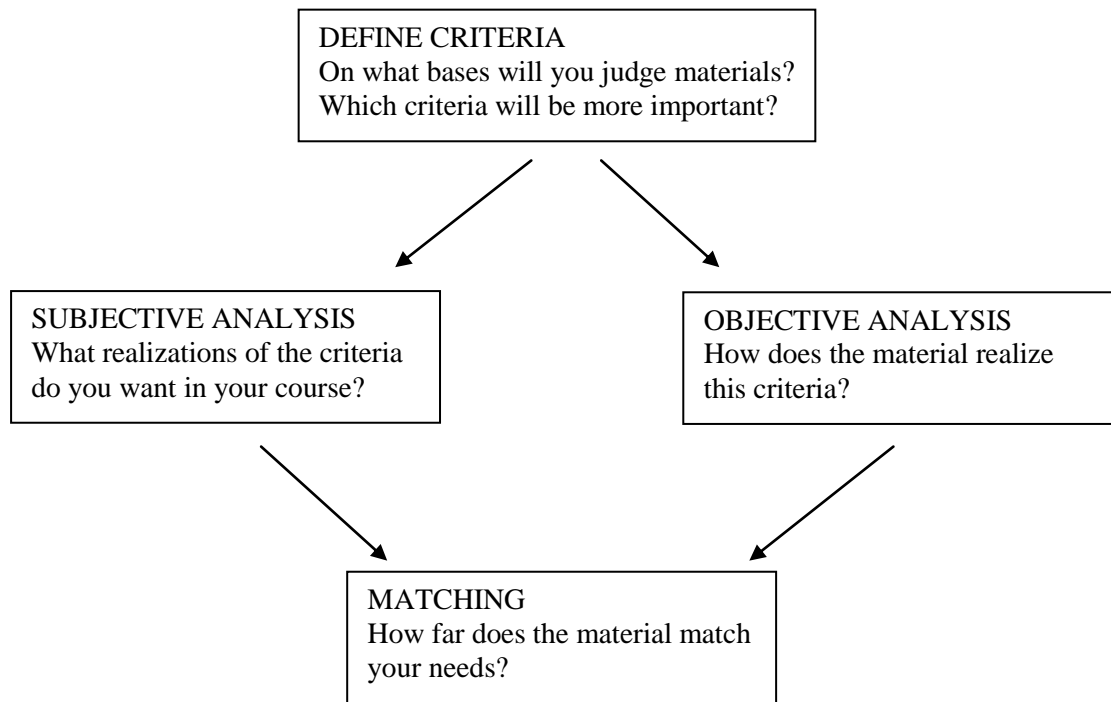 DEFINE CRITERIA
On what bases will you judge materials?
Which criteria will be more important?
SUBJECTIVE ANALYSIS
What realizations of the criteria
do you want in your course?
OBJECTIVE ANALYSIS
How does the material realize
this criteria?
MATCHING
How far does the material match
your needs?